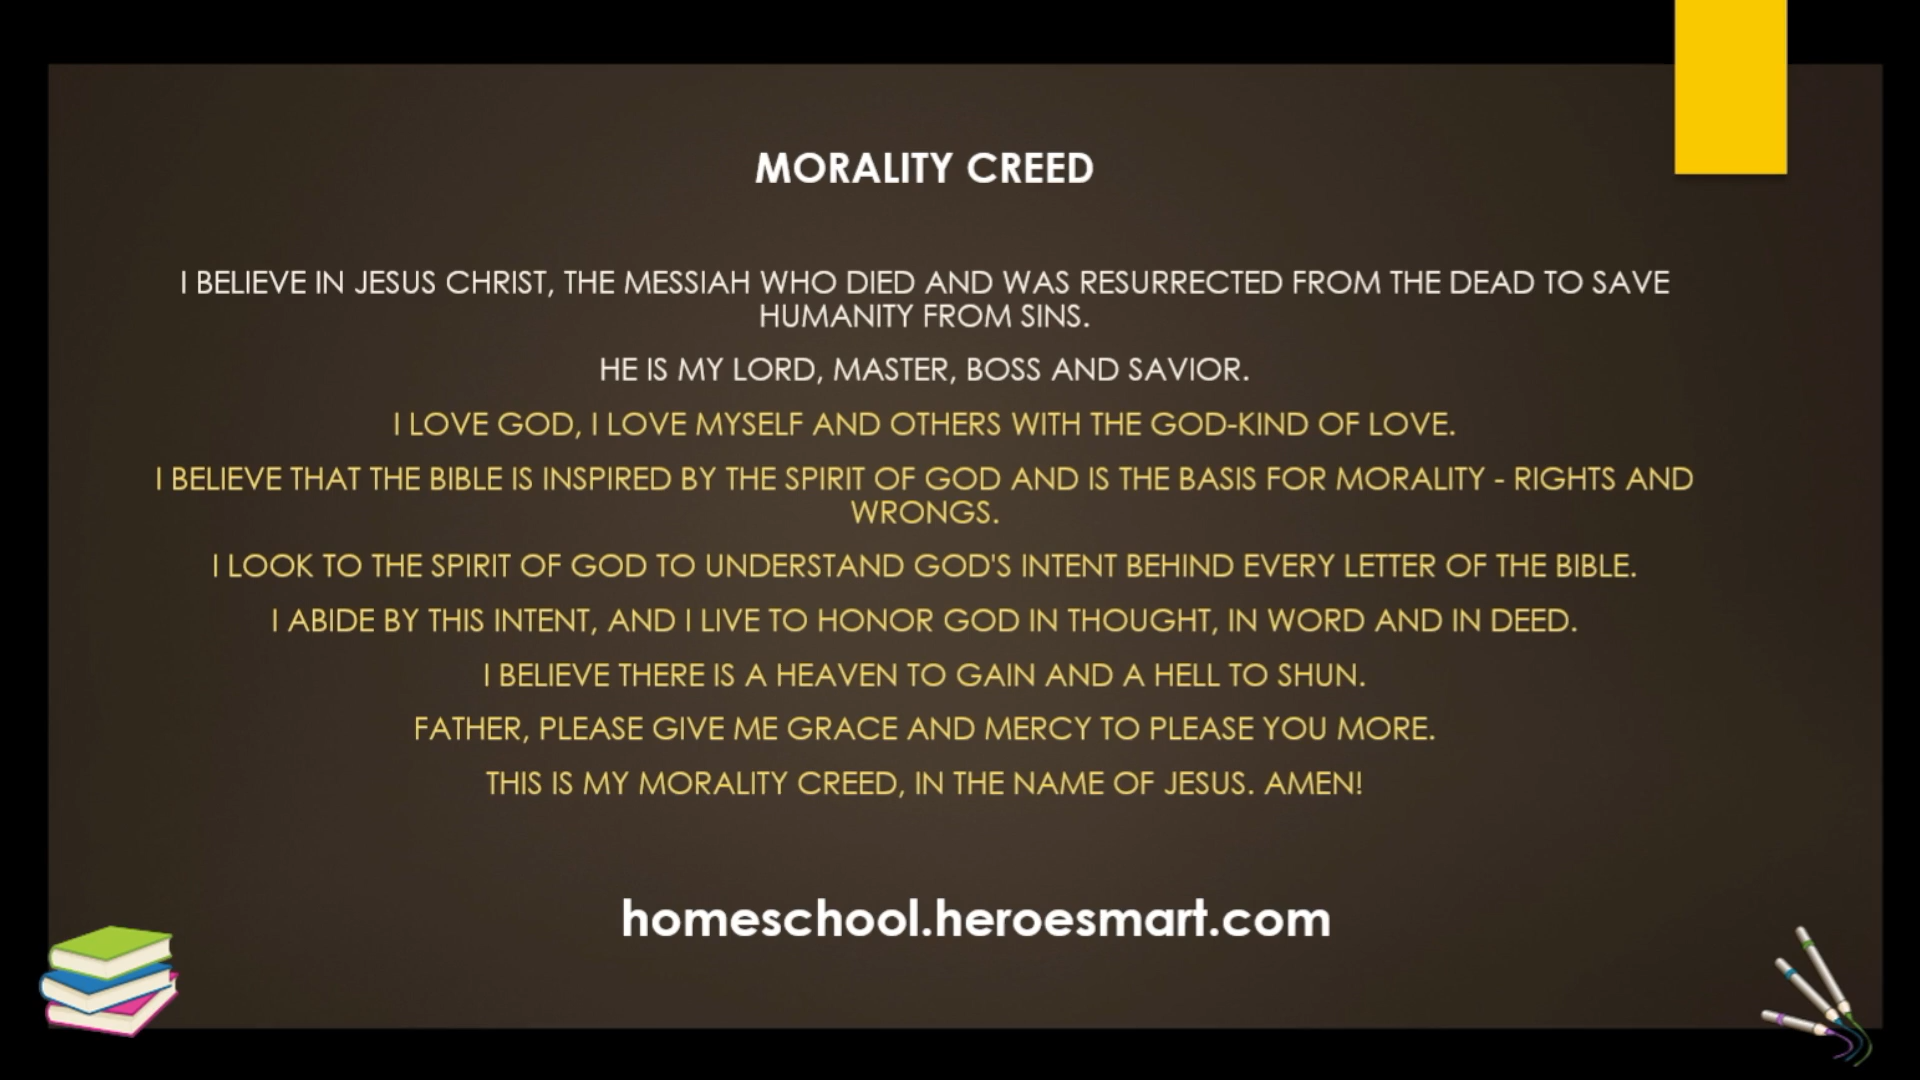 MORALITY CREED
I BELIEVE IN JESUS CHRIST, THE MESSIAH WHO DIED AND WAS RESURRECTED FROM THE DEAD TO SAVE
HUMANITY FROM SINS.
HE IS MY LORD, MASTER, BOSS AND SAVIOR.
I LOVE GOD, I LOVE MYSELF AND OTHERS WITH THE GOD-KIND OF LOVE.
I BELIEVE THAT THE BIBLE IS INSPIRED BY THE SPIRIT OF GOD AND IS THE BASIS FOR MORALITY - RIGHTS AND
WRONGS.
I LOOK TO THE SPIRIT OF GOD TO UNDERSTAND GOD'S INTENT BEHIND EVERY LETTER OF THE BIBLE.
I ABIDE BY THIS INTENT, AND I LIVE TO HONOR GOD IN THOUGHT, IN WORD AND IN DEED.
I BELIEVE THERE IS A HEAVEN TO GAIN AND A HELL TO SHUN.
FATHER, PLEASE GIVE ME GRACE AND MERCY TO PLEASE YOU MORE.
THIS IS MY MORALITY CREED, IN THE NAME OF JESUS. AMEN!
homeschool.heroesmart.com